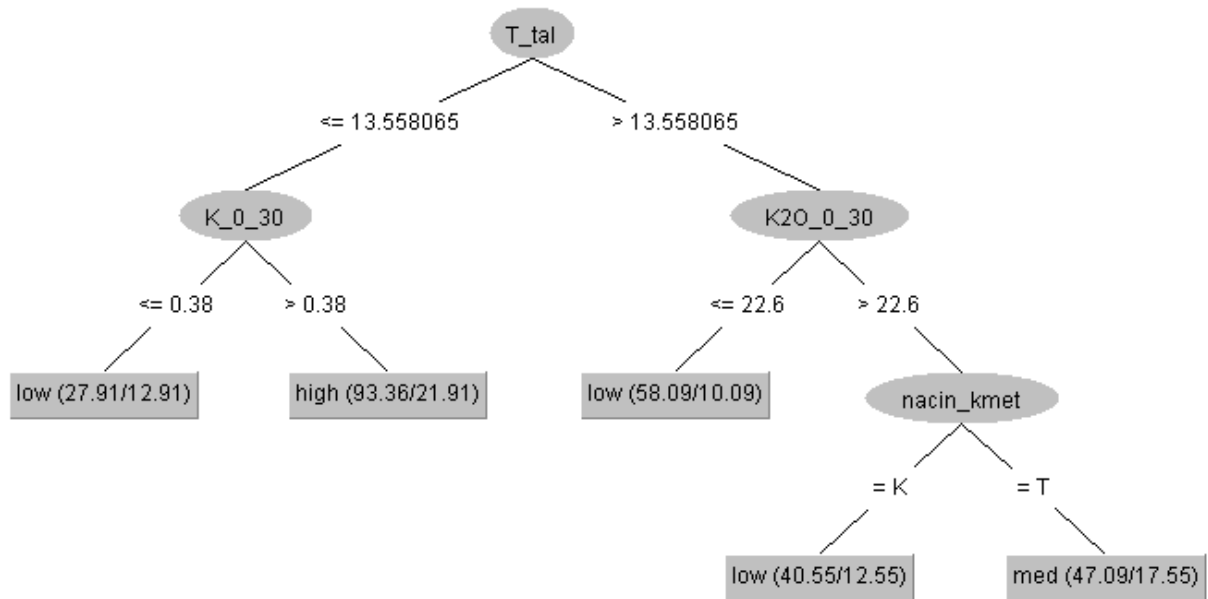 T_tal
<= 13.558065
> 13.558065
K_0_30
K2O_0_30
<= 0.38
> 0.38
<= 22.6
> 22.6
low (27.91/12.91)
high (93.36/21.91)
low (58.09/10.09)
nacin_kmet
= K
= T
low (40.55/12.55)
med (47.09/17.55)